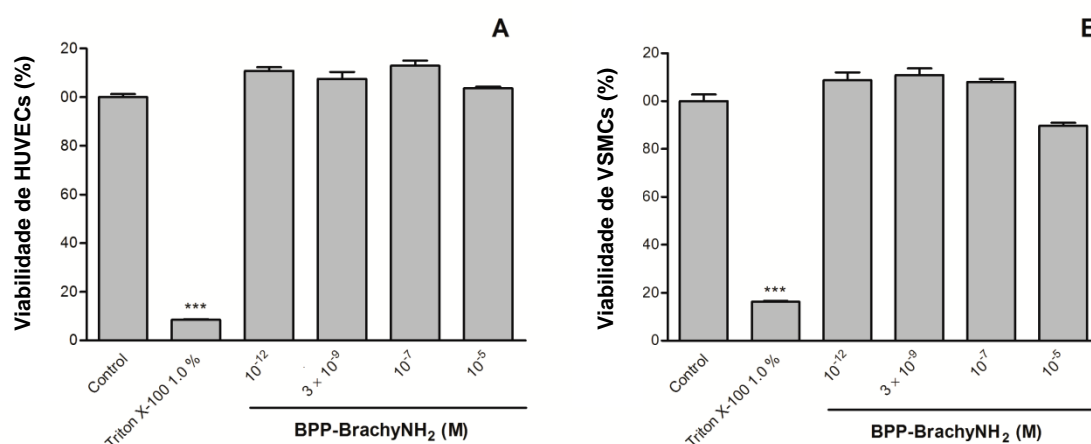 A
Viabilidade de HUVECs (%)
20
00
80
60
40
20
0
***
Control
Triton X-100 1.0 %
10⁻¹²
3 × 10⁻⁹
10⁻⁷
10⁻⁵
BPP-BrachyNH₂ (M)
B
Viabilidade de VSMCs (%)
20
00
80
60
40
20
0
***
Control
Triton X-100 1.0 %
10⁻¹²
3 × 10⁻⁹
10⁻⁷
10⁻⁵
BPP-BrachyNH₂ (M)